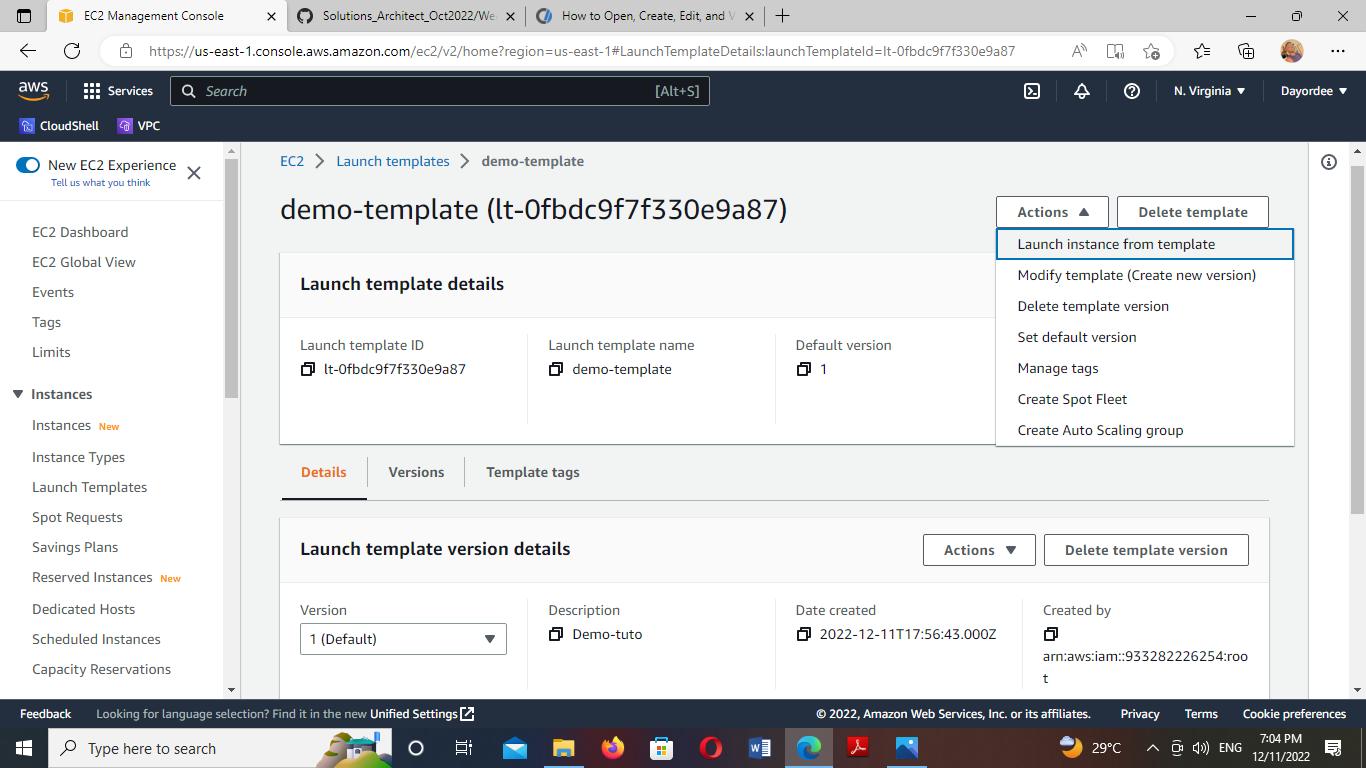 EC2 Management Console
Solutions_Architect_Oct2022/We
How to Open, Create, Edit, and V
https://us-east-1.console.aws.amazon.com/ec2/v2/home?region=us-east-1#LaunchTemplateDetails:launchTemplateId=lt-0fbdc9f7f330e9a87
aws
Services
Search
[Alt+S]
N. Virginia
Dayordee
CloudShell
VPC
New EC2 Experience
Tell us what you think
EC2 Dashboard
EC2 Global View
Events
Tags
Limits
Instances
Instances New
Instance Types
Launch Templates
Spot Requests
Savings Plans
Reserved Instances New
Dedicated Hosts
Scheduled Instances
Capacity Reservations
EC2 > Launch templates > demo-template
demo-template (lt-0fbdc9f7f330e9a87)
Actions
Delete template
Launch instance from template
Modify template (Create new version)
Delete template version
Set default version
Manage tags
Create Spot Fleet
Create Auto Scaling group
Launch template details
Launch template ID
lt-0fbdc9f7f330e9a87
Launch template name
demo-template
Default version
1
Details
Versions
Template tags
Launch template version details
Actions
Delete template version
Version
1 (Default)
Description
Demo-tuto
Date created
2022-12-11T17:56:43.000Z
Created by
arn:aws:iam::933282226254:roo
t
Feedback
Looking for language selection? Find it in the new Unified Settings
© 2022, Amazon Web Services, Inc. or its affiliates.
Privacy
Terms
Cookie preferences
Type here to search
29°C
ENG
7:04 PM
12/11/2022